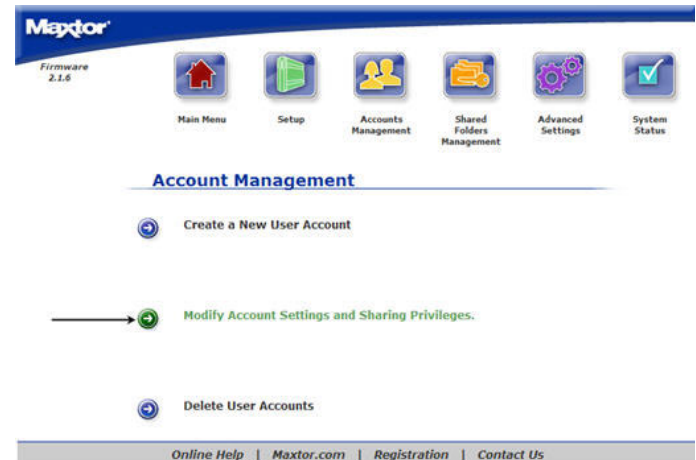 Maxtor
Firmware
2.1.6
Main Menu
Setup
Accounts
Management
Shared
Folders
Management
Advanced
Settings
System
Status
Account Management
Create a New User Account
Modify Account Settings and Sharing Privileges.
Delete User Accounts
Online Help | Maxtor.com | Registration | Contact Us